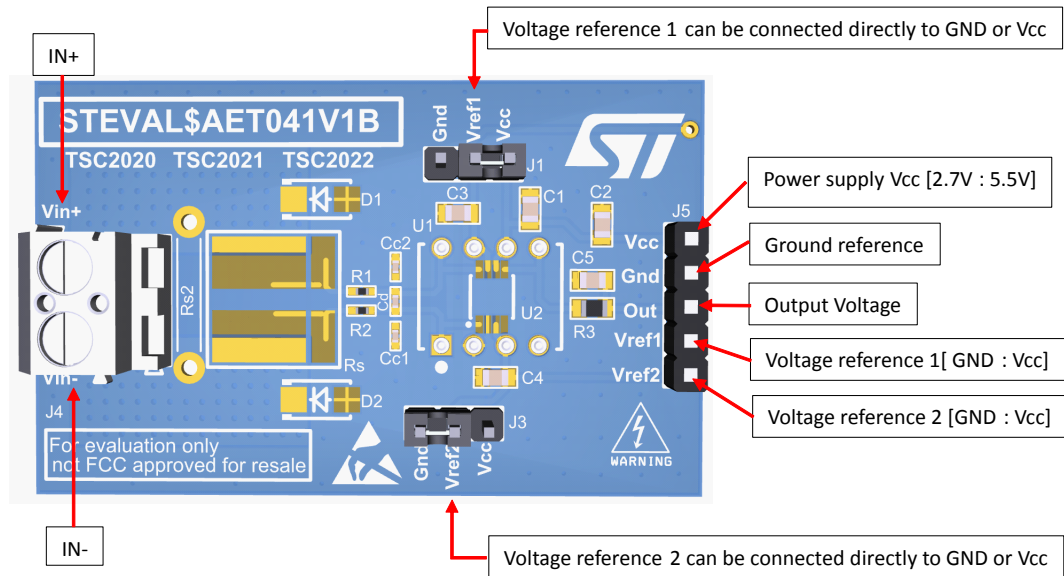 Voltage reference 1 can be connected directly to GND or Vcc
IN+
STEVAL$AET041V1B
TSC2020 TSC2021 TSC2022
Gnd
Vref1
Vcc
J1
ST
D1
C3
C1
C2
Vin+
U1
J5
Power supply Vcc [2.7V : 5.5V]
Vcc
Ground reference
Gnd
Output Voltage
Out
Vref1
Voltage reference 1[ GND : Vcc]
Vref2
Voltage reference 2 [GND : Vcc]
Cc2
R1
Cd
R2
Cc1
Rs2
Rs
C5
U2
R3
C4
Vin-
J4
D2
J3
Gnd
Vref2
Vcc
For evaluation only
not FCC approved for resale
WARNING
IN-
Voltage reference 2 can be connected directly to GND or Vcc